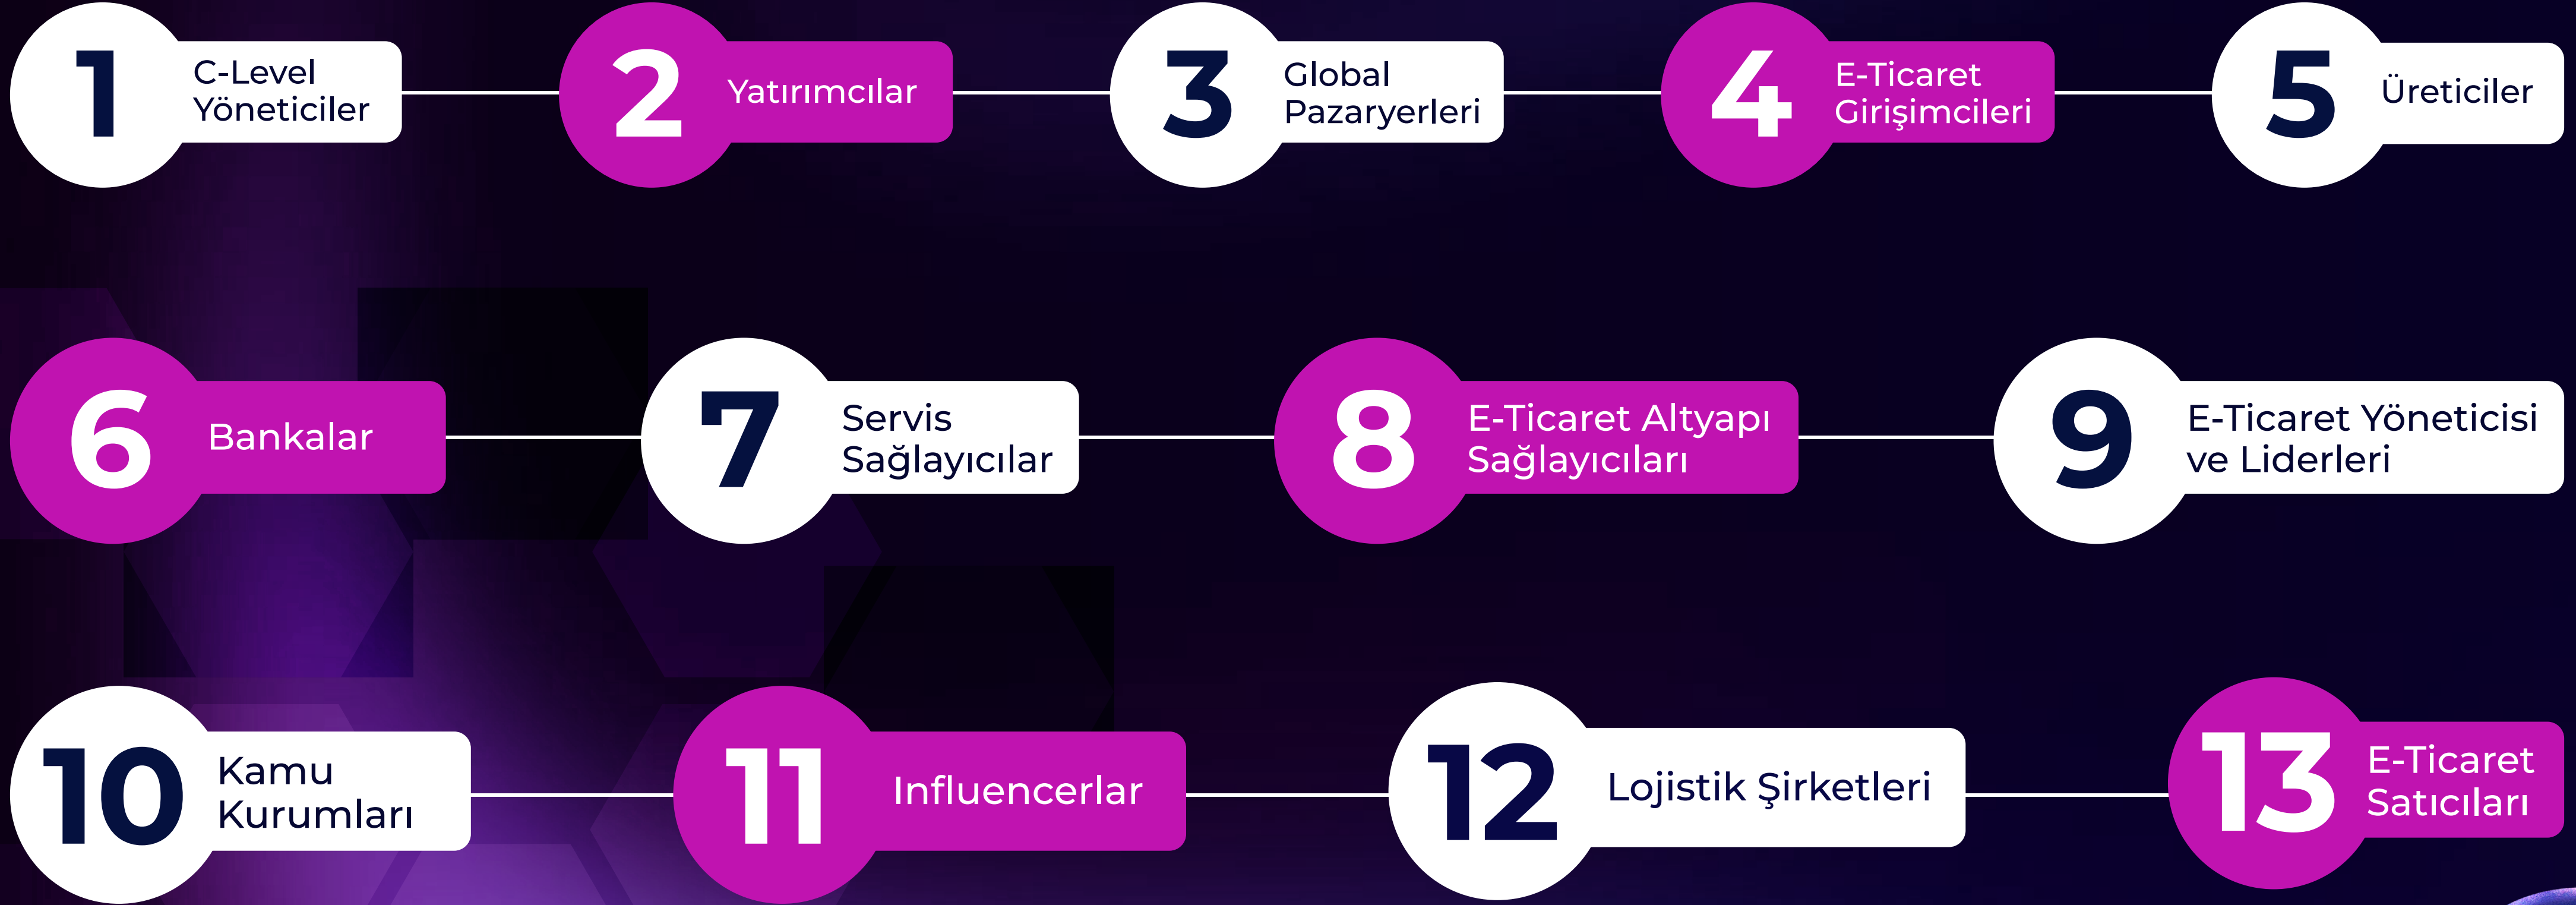 1
C-Level
Yöneticiler
2
Yatırımcılar
3
Global
Pazaryerleri
4
E-Ticaret
Girişimcileri
5
Üreticiler
6
Bankalar
7
Servis
Sağlayıcılar
8
E-Ticaret Altyapı
Sağlayıcıları
9
E-Ticaret Yöneticisi
ve Liderleri
10
Kamu
Kurumları
11
Influencerlar
12
Lojistik Şirketleri
13
E-Ticaret
Satıcıları